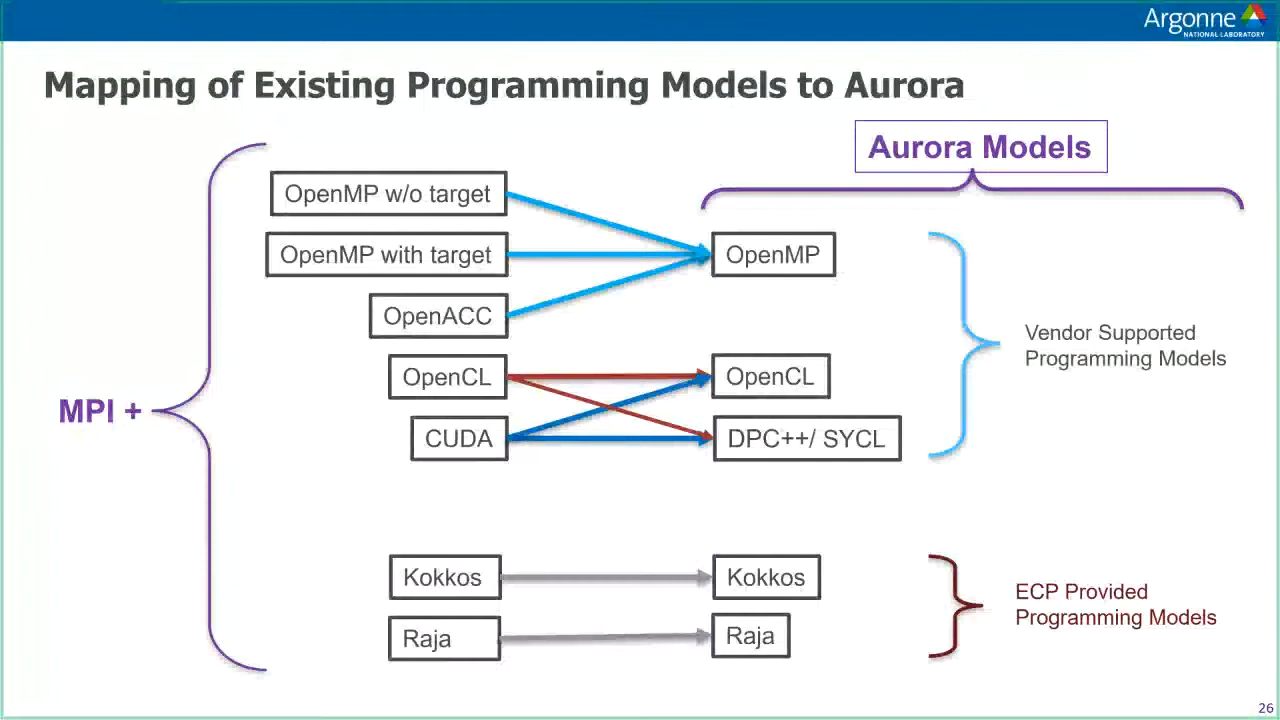 Argonne
NATIONAL LABORATORY
Mapping of Existing Programming Models to Aurora
Aurora Models
OpenMP w/o target
OpenMP with target
OpenMP
OpenACC
Vendor Supported
Programming Models
OpenCL
OpenCL
MPI +
CUDA
DPC++/ SYCL
Kokkos
Kokkos
ECP Provided
Programming Models
Raja
Raja
26